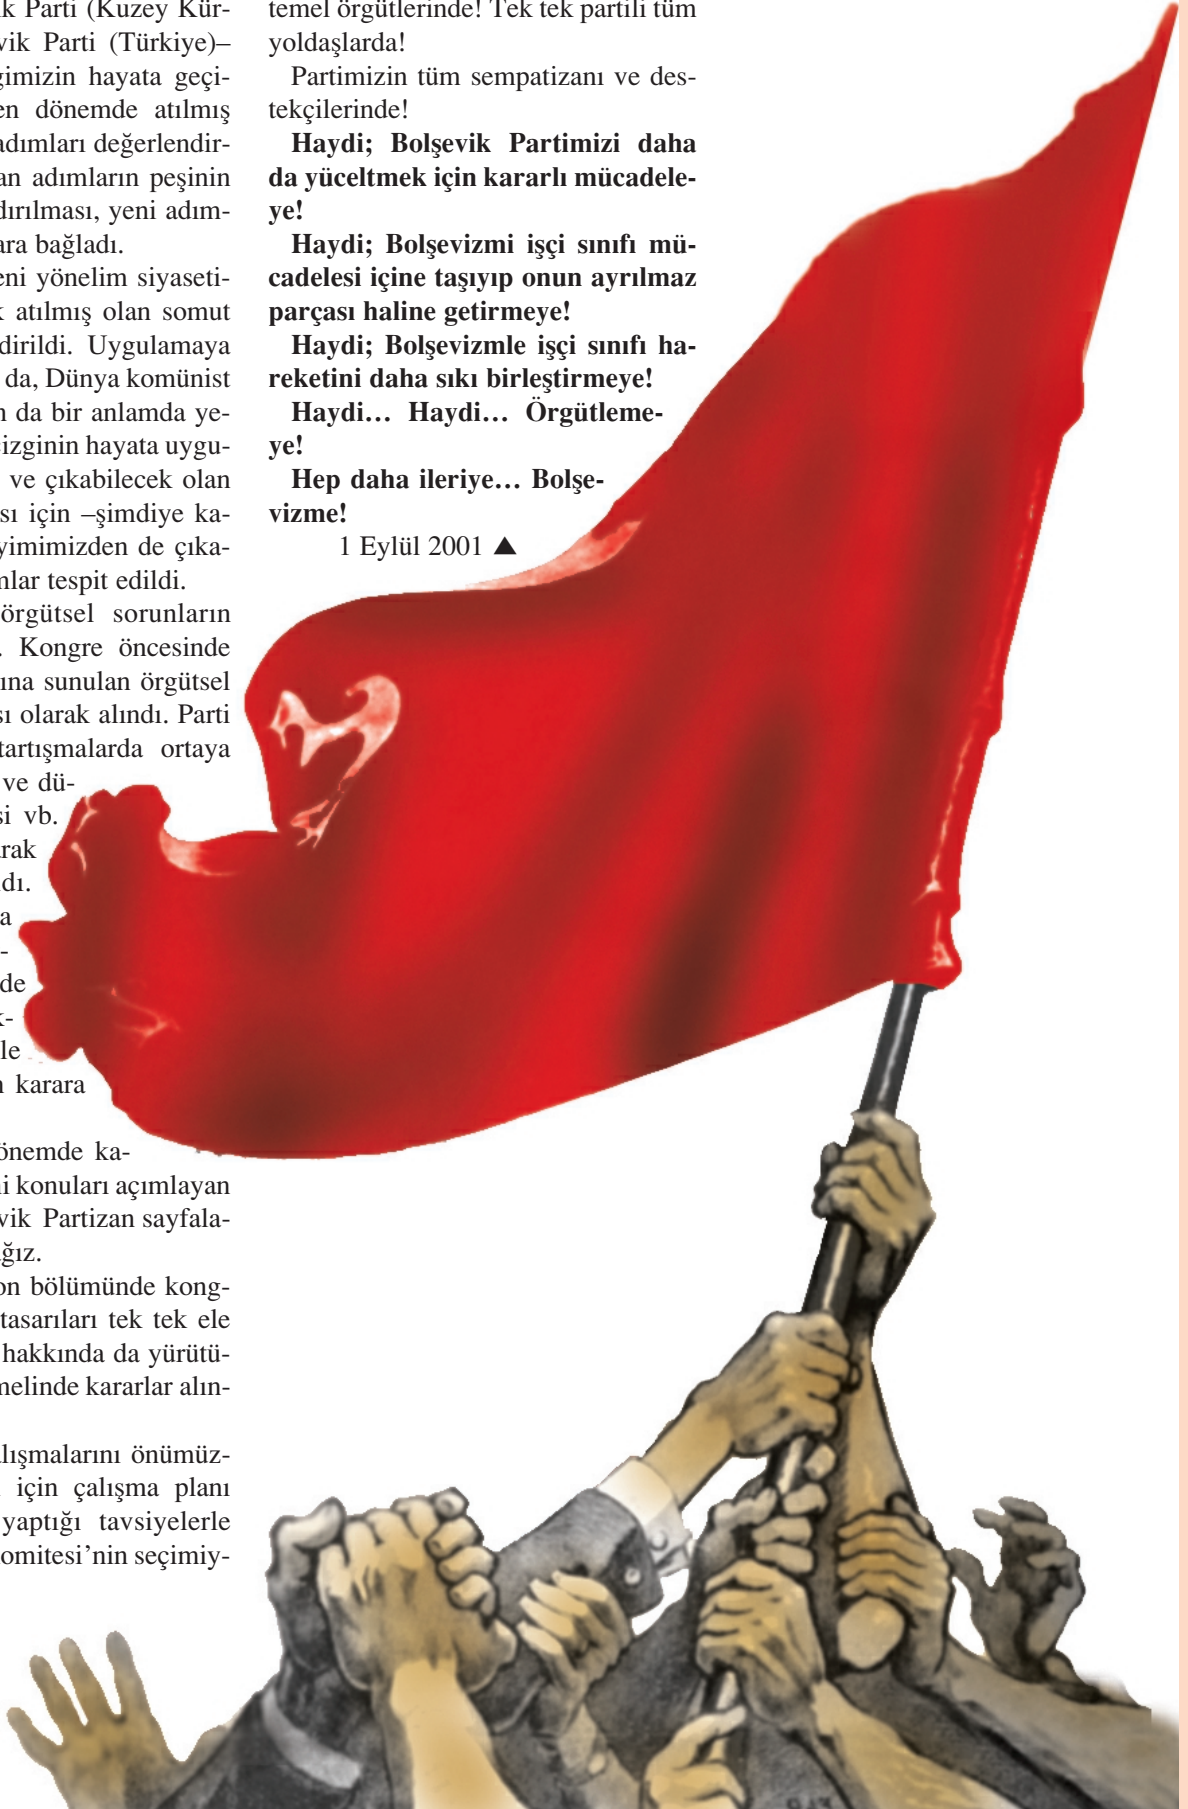 k Parti (Kuzey Kür-
vik Parti (Türkiye)–
ğimizin hayata geçi-
en dönemde atılmış
adımları değerlendir-
an adımların peşinin
dırılması, yeni adım-
ara bağladı.
eni yönelim siyaseti-
k atılmış olan somut
dirildi. Uygulamaya
da, Dünya komünist
n da bir anlamda ye-
izginin hayata uygu-
ve çıkabilecek olan
sı için –şimdiye ka-
yimimizden de çıka-
mlar tespit edildi.
örgütsel sorunların
. Kongre öncesinde
ına sunulan örgütsel
sı olarak alındı. Parti
tartışmalarda ortaya
ve dü-
si vb.
arak
dı.
a
-
de
k-
le
n karara
önemde ka-
ni konuları açımlayan
vik Partizan sayfala-
ğız.
on bölümünde kong-
tasarıları tek tek ele
hakkında da yürütü-
melinde kararlar alın-
alışmalarını önümüz-
için çalışma planı
yaptığı tavsiyelerle
omitesi’nin seçimiy-
temel örgütlerinde! Tek tek partili tüm
yoldaşlarda!
Partimizin tüm sempatizanı ve des-
tekçilerinde!
Haydi; Bolşevik Partimizi daha
da yüceltmek için kararlı mücadele-
ye!
Haydi; Bolşevizmi işçi sınıfı mü-
cadelesi içine taşıyıp onun ayrılmaz
parçası haline getirmeye!
Haydi; Bolşevizmle işçi sınıfı ha-
reketini daha sıkı birleştirmeye!
Haydi… Haydi… Örgütleme-
ye!
Hep daha ileriye… Bolşe-
vizme!
1 Eylül 2001 ▲